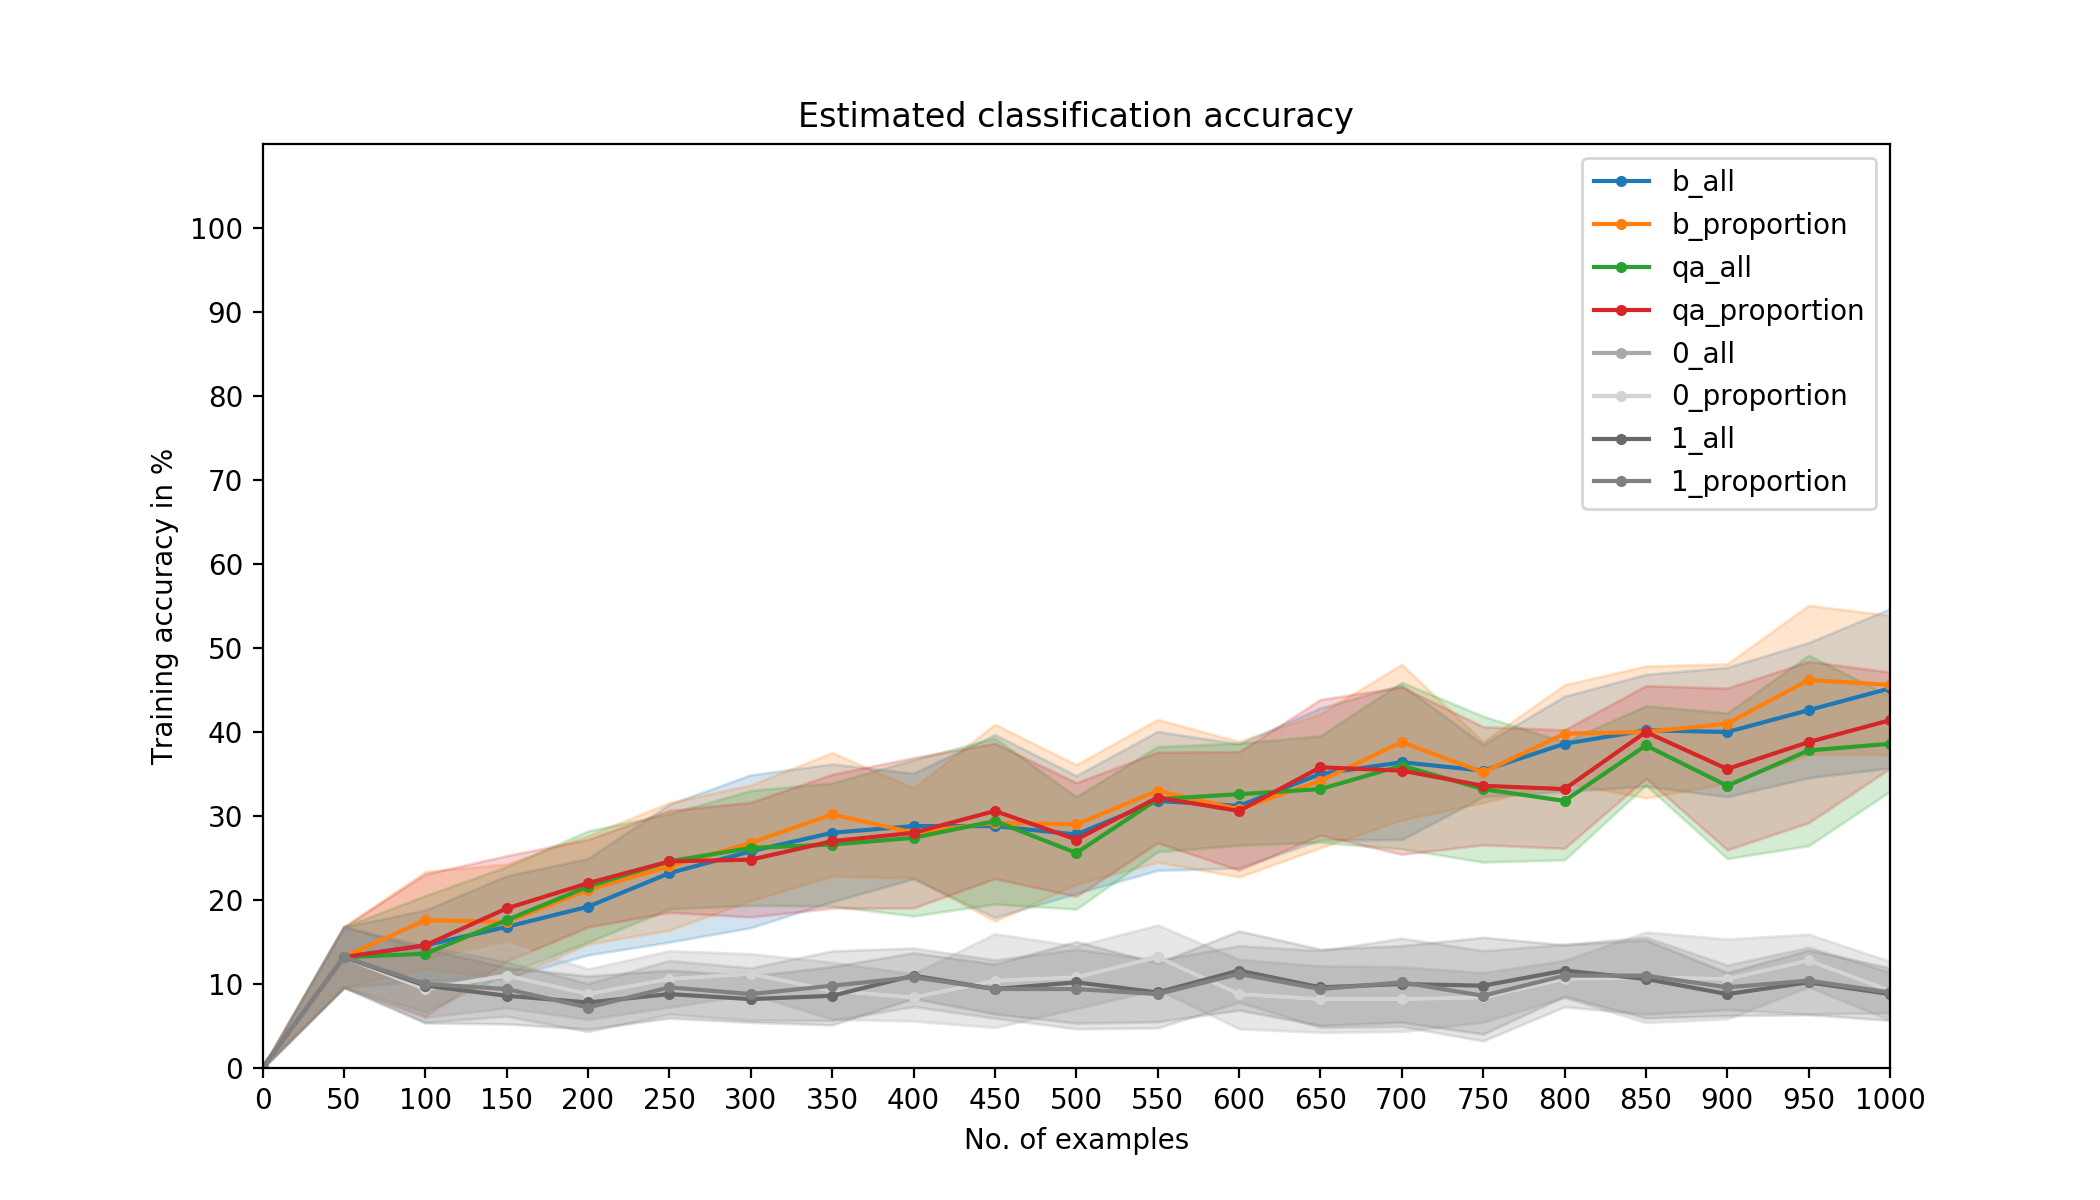 Estimated classification accuracy
b_all
b_proportion
qa_all
qa_proportion
0_all
0_proportion
1_all
1_proportion
Training accuracy in %
100
90
80
70
60
50
40
30
20
10
0
0 50 100 150 200 250 300 350 400 450 500 550 600 650 700 750 800 850 900 950 1000
No. of examples